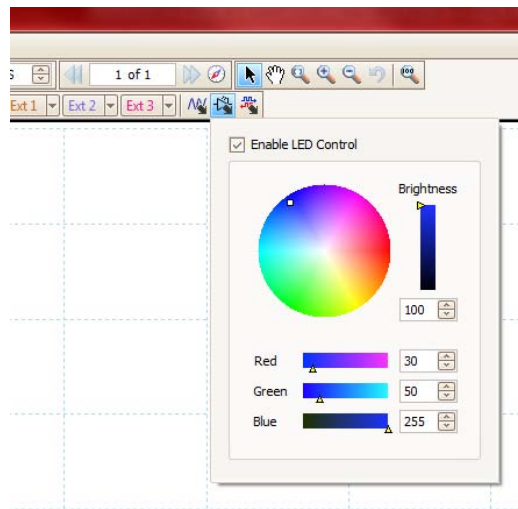 S 1 of 1 100
Ext 1 Ext 2 Ext 3
Enable LED Control
Brightness
100
Red 30
Green 50
Blue 255